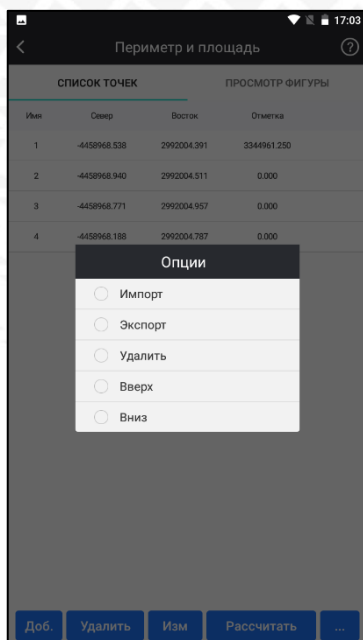 17:03
Периметр и площадь
СПИСОК ТОЧЕК ПРОСМОТР ФИГУРЫ
Имя Север Восток Отметка
1 -4458968.538 2992004.391 3344961.250
2 -4458968.940 2992004.511 0.000
3 -4458968.771 2992004.957 0.000
4 -4458968.188 2992004.787 0.000
Опции
Импорт
Экспорт
Удалить
Вверх
Вниз
Доб. Удалить Изм Рассчитать ...